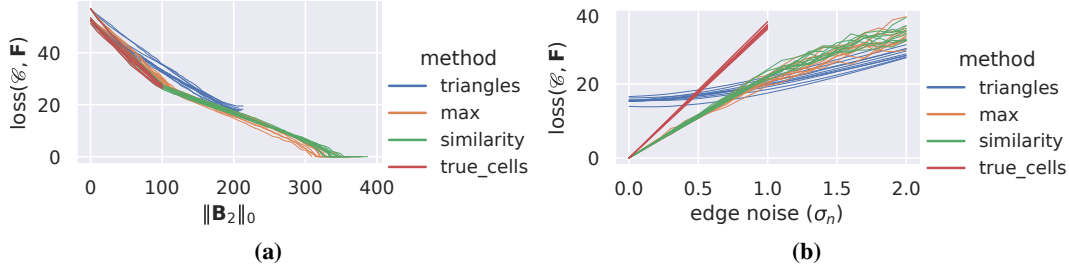 loss(𝒞, F)
40
20
0
0
100
200
300
400
‖B₂‖₀
method
triangles
max
similarity
true_cells
(a)
loss(𝒞, F)
40
20
0
0.0
0.5
1.0
1.5
2.0
edge noise (σₙ)
method
triangles
max
similarity
true_cells
(b)